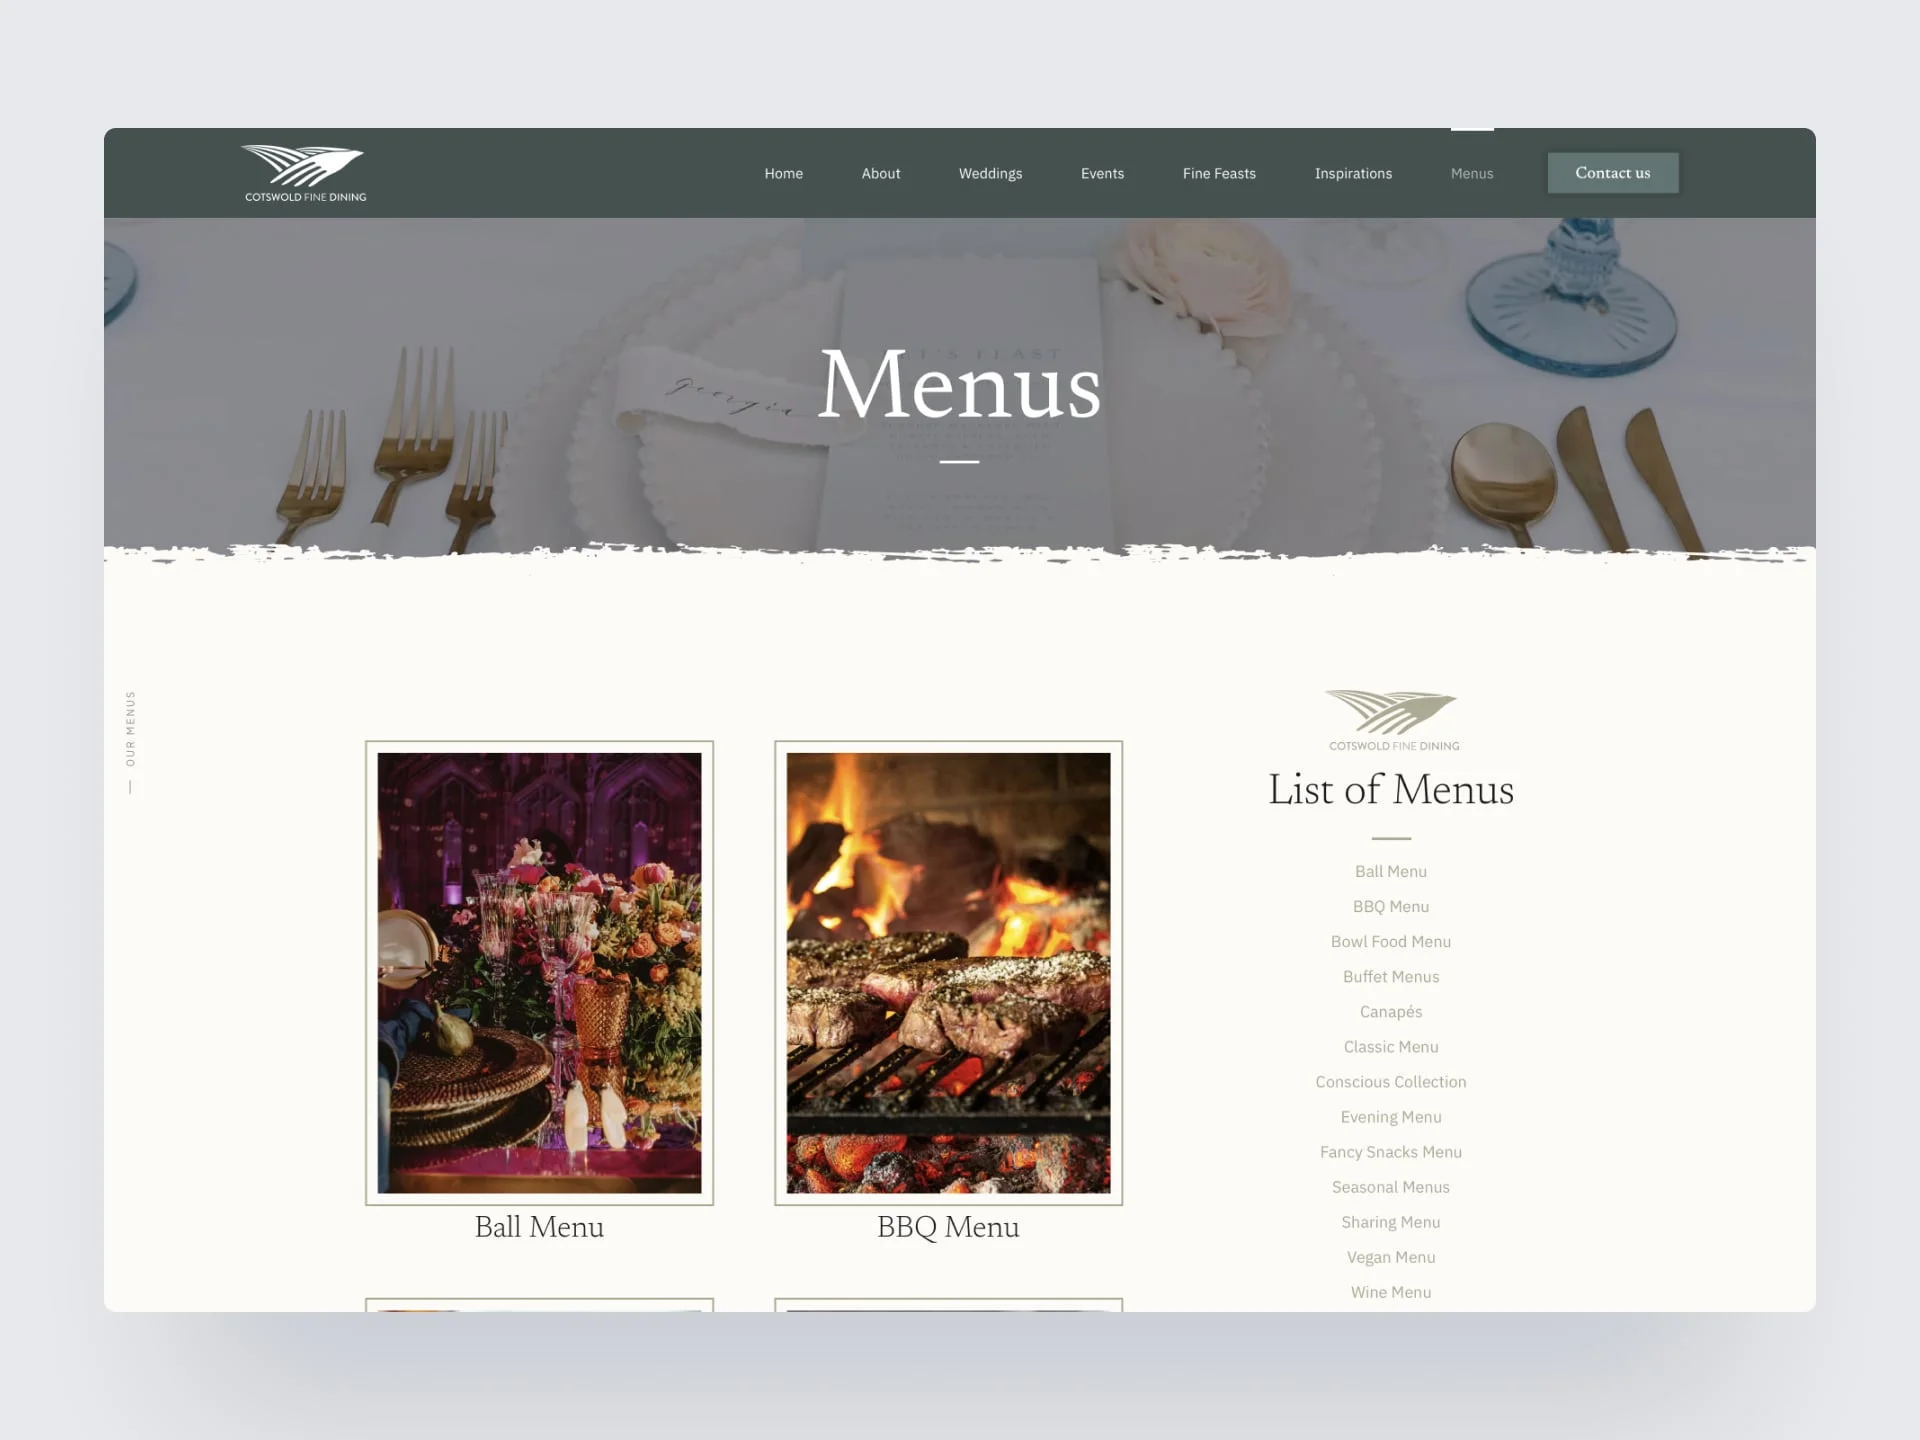 COTSWOLD FINE DINING
Home
About
Weddings
Events
Fine Feasts
Inspirations
Menus
Contact us
georgia
Menus
OUR MENUS
Ball Menu
BBQ Menu
COTSWOLD FINE DINING
List of Menus
Ball Menu
BBQ Menu
Bowl Food Menu
Buffet Menus
Canapés
Classic Menu
Conscious Collection
Evening Menu
Fancy Snacks Menu
Seasonal Menus
Sharing Menu
Vegan Menu
Wine Menu